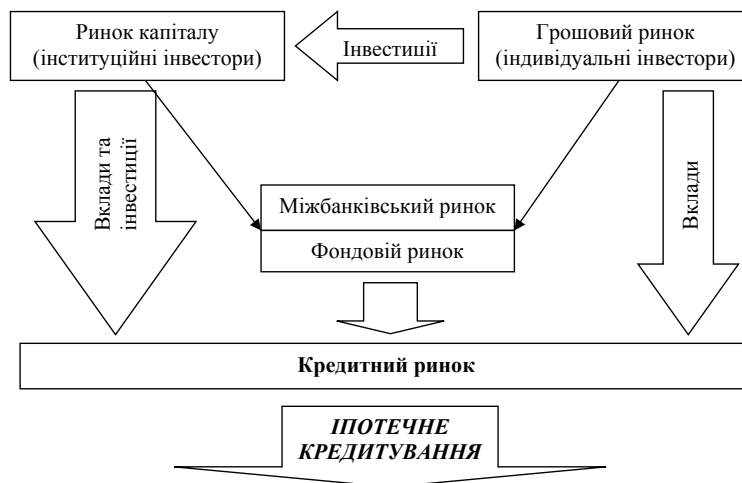 Ринок капіталу
(інституційні інвестори)
Інвестиції
Грошовий ринок
(індивідуальні інвестори)
Вклади та
інвестиції
Міжбанківський ринок
Фондовій ринок
Вклади
Кредитний ринок
ІПОТЕЧНЕ
КРЕДИТУВАННЯ